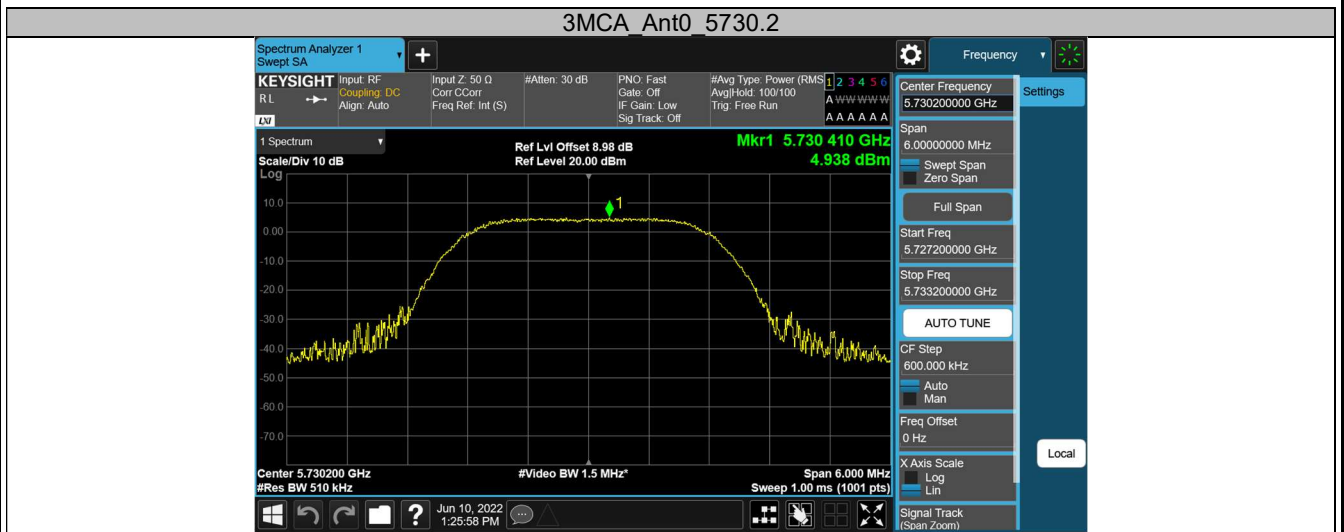 3MCA_Ant0_5730.2
Spectrum Analyzer 1
Swept SA
Frequency
KEYSIGHT
R L
LXI
Input: RF
Coupling: DC
Align: Auto
Input Z: 50 Ω
Corr CCorr
Freq Ref: Int (S)
#Atten: 30 dB
PNO: Fast
Gate: Off
IF Gain: Low
Sig Track: Off
#Avg Type: Power (RMS
Avg|Hold: 100/100
Trig: Free Run
1 2 3 4 5 6
A W W W W W
A A A A A A
1 Spectrum
Scale/Div 10 dB
Log
Ref Lvl Offset 8.98 dB
Ref Level 20.00 dBm
Mkr1 5.730 410 GHz
4.938 dBm
1
10.0
0.00
-10.0
-20.0
-30.0
-40.0
-50.0
-60.0
-70.0
Center 5.730200 GHz
#Video BW 1.5 MHz*
Span 6.000 MHz
#Res BW 510 kHz
Sweep 1.00 ms (1001 pts)
Center Frequency
5.730200000 GHz
Settings
Span
6.00000000 MHz
Swept Span
Zero Span
Full Span
Start Freq
5.727200000 GHz
Stop Freq
5.733200000 GHz
AUTO TUNE
CF Step
600.000 kHz
Auto
Man
Freq Offset
0 Hz
X Axis Scale
Log
Lin
Local
Signal Track
(Span Zoom)
?
Jun 10, 2022
1:25:58 PM